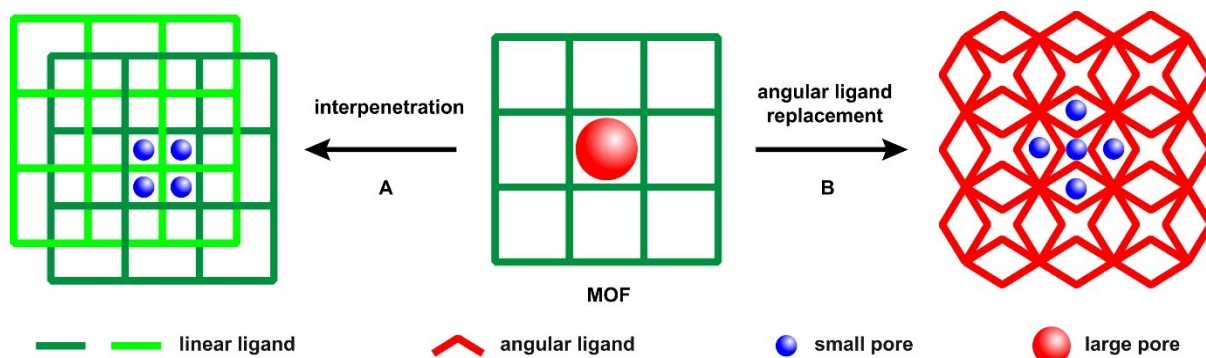 interpenetration
A
MOF
angular ligand
replacement
B
linear ligand
angular ligand
small pore
large pore